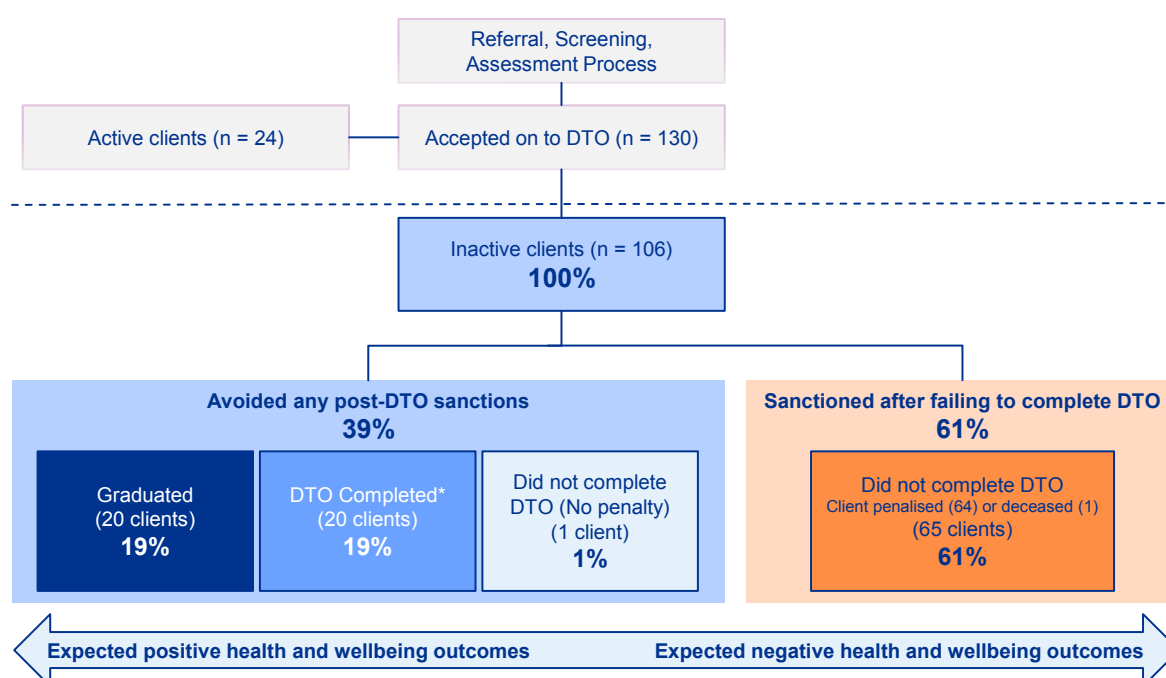 Referral, Screening,
Assessment Process
Active clients (n = 24)
Accepted on to DTO (n = 130)
Inactive clients (n = 106)
100%
Avoided any post-DTO sanctions
39%
Graduated
(20 clients)
19%
DTO Completed*
(20 clients)
19%
Did not complete
DTO (No penalty)
(1 client)
1%
Sanctioned after failing to complete DTO
61%
Did not complete DTO
Client penalised (64) or deceased (1)
(65 clients)
61%
Expected positive health and wellbeing outcomes
Expected negative health and wellbeing outcomes